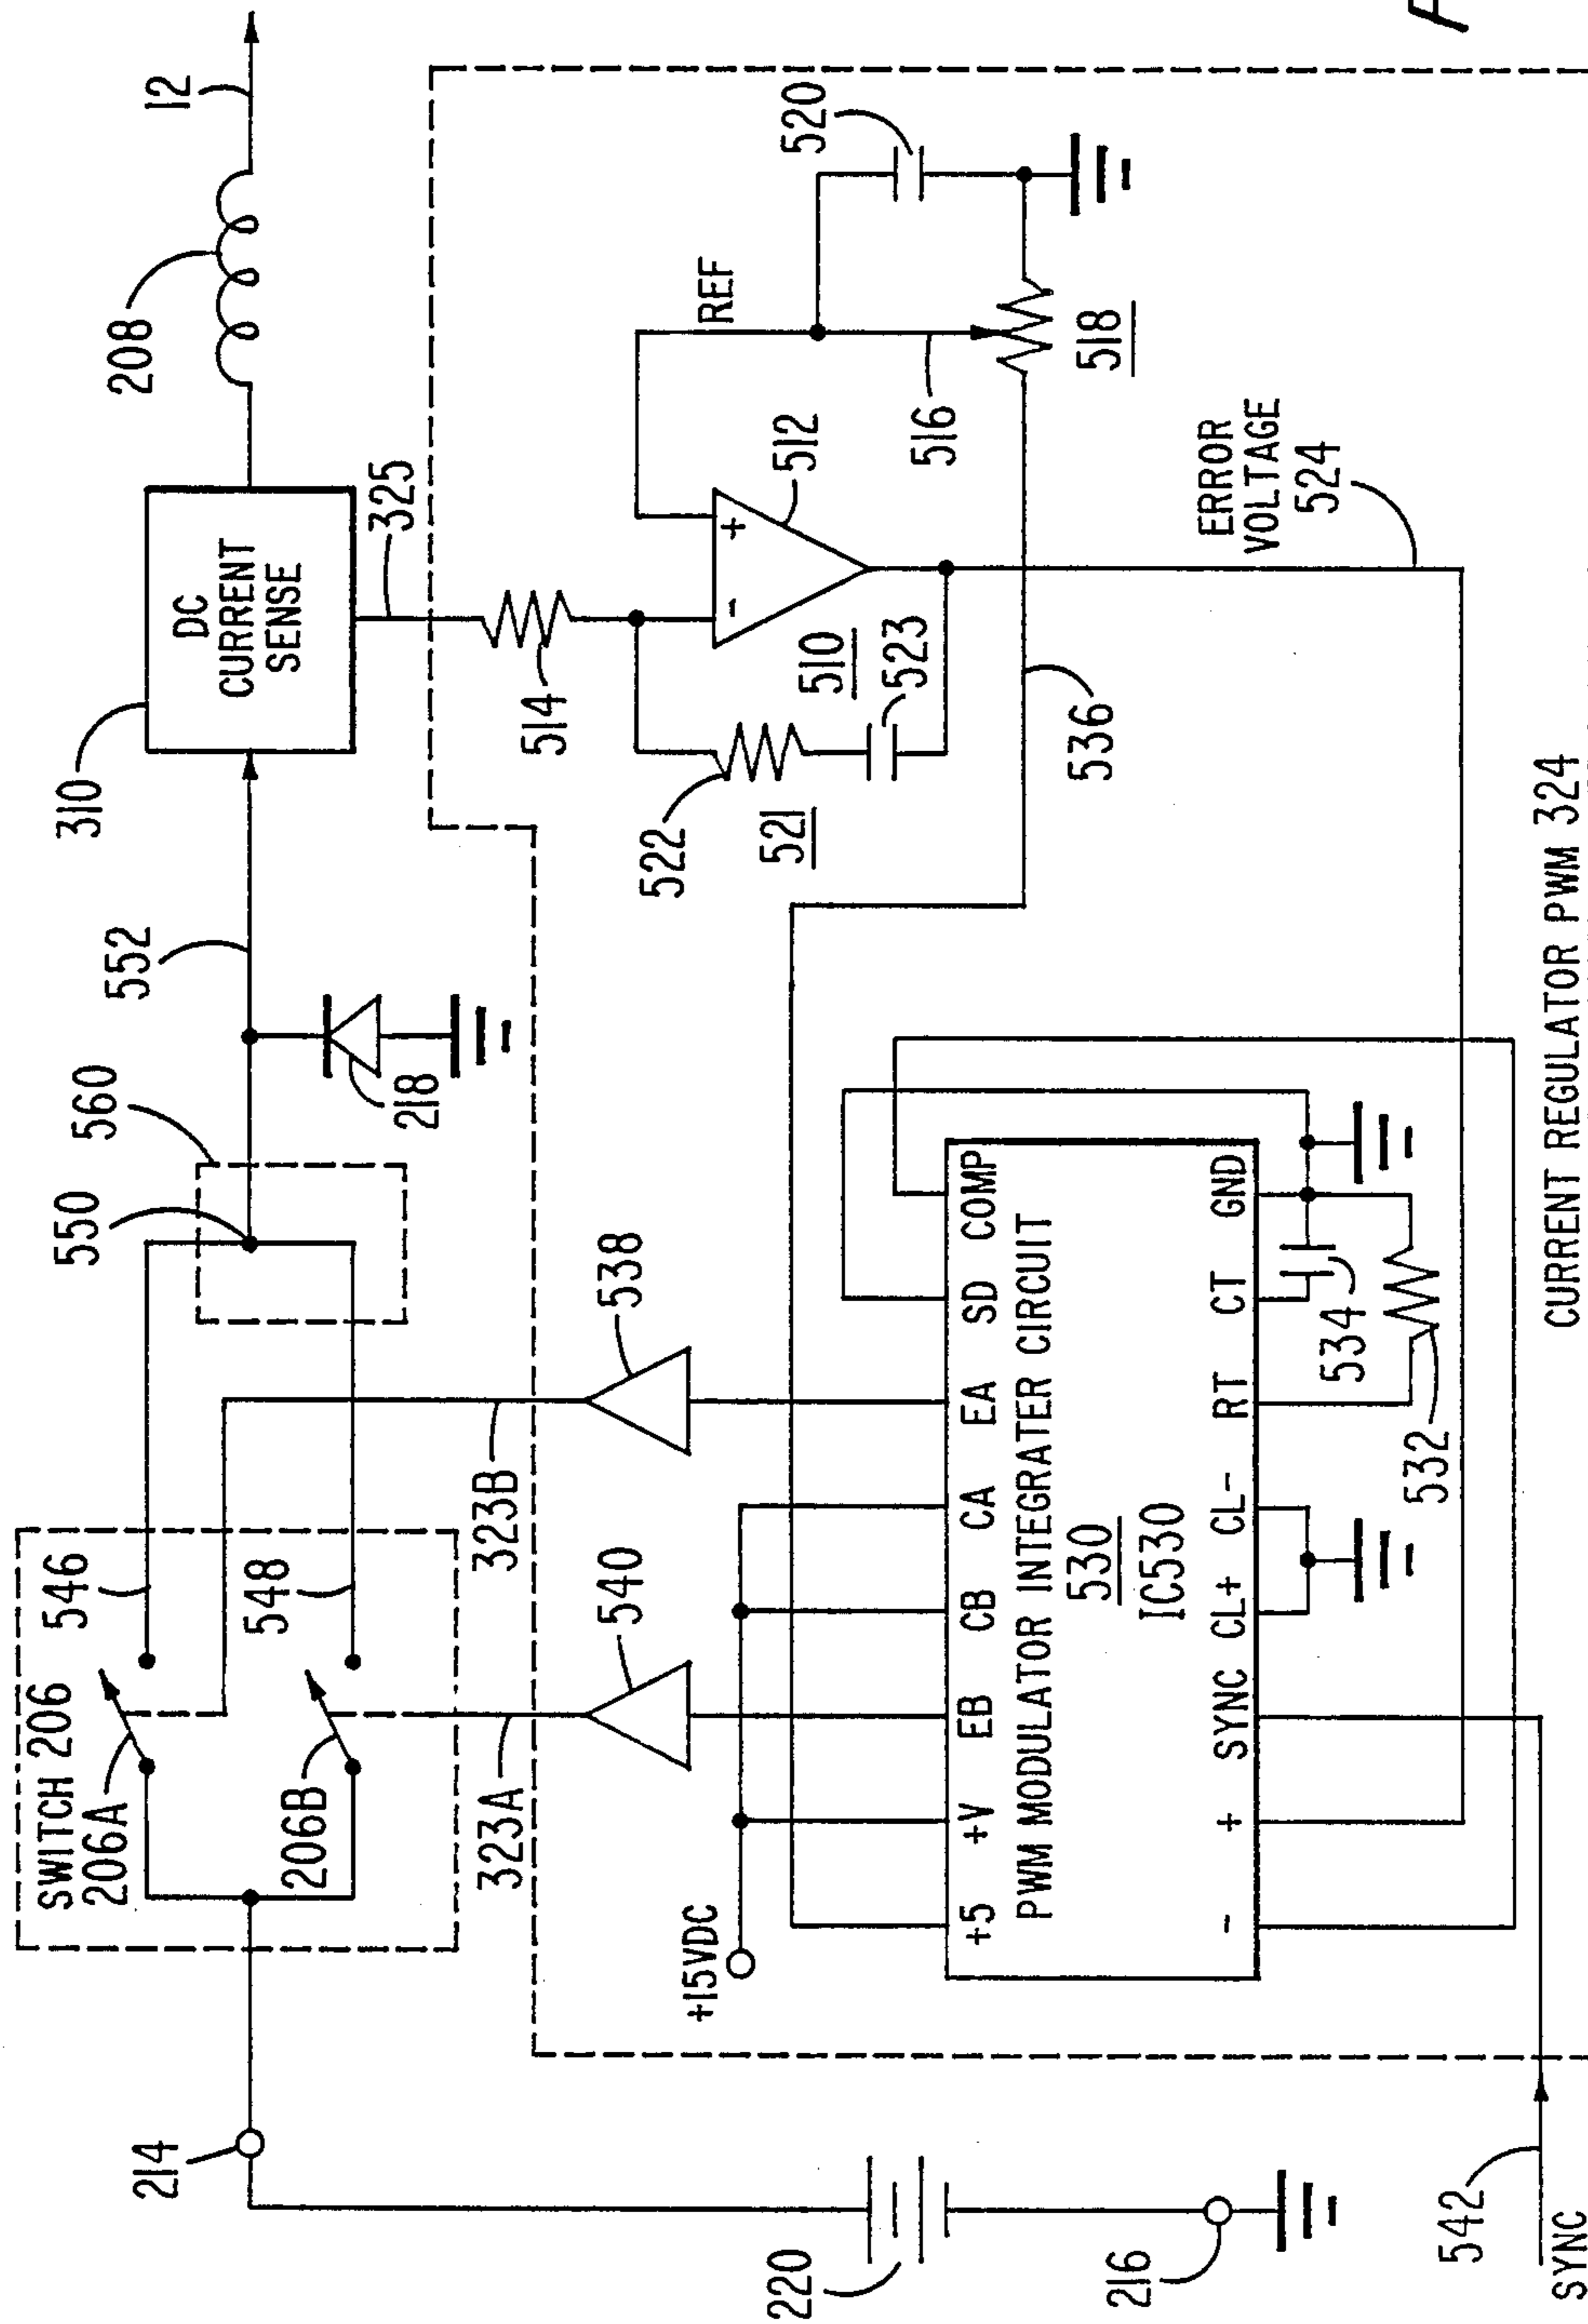 SWITCH 206
206A
546
550
560
552
310
208
12
214
206B
548
218
DC
CURRENT
SENSE
325
323A
323B
514
REF
520
540
538
522
521
510
523
512
516
518
+15VDC
536
220
216
+5 +V EB CB CA EA SD COMP
PWM MODULATOR INTEGRATER CIRCUIT
530
IC530
- + SYNC CL+ CL- RT CT GND
534
532
ERROR
VOLTAGE
524
542
SYNC
CURRENT REGULATOR PWM 324